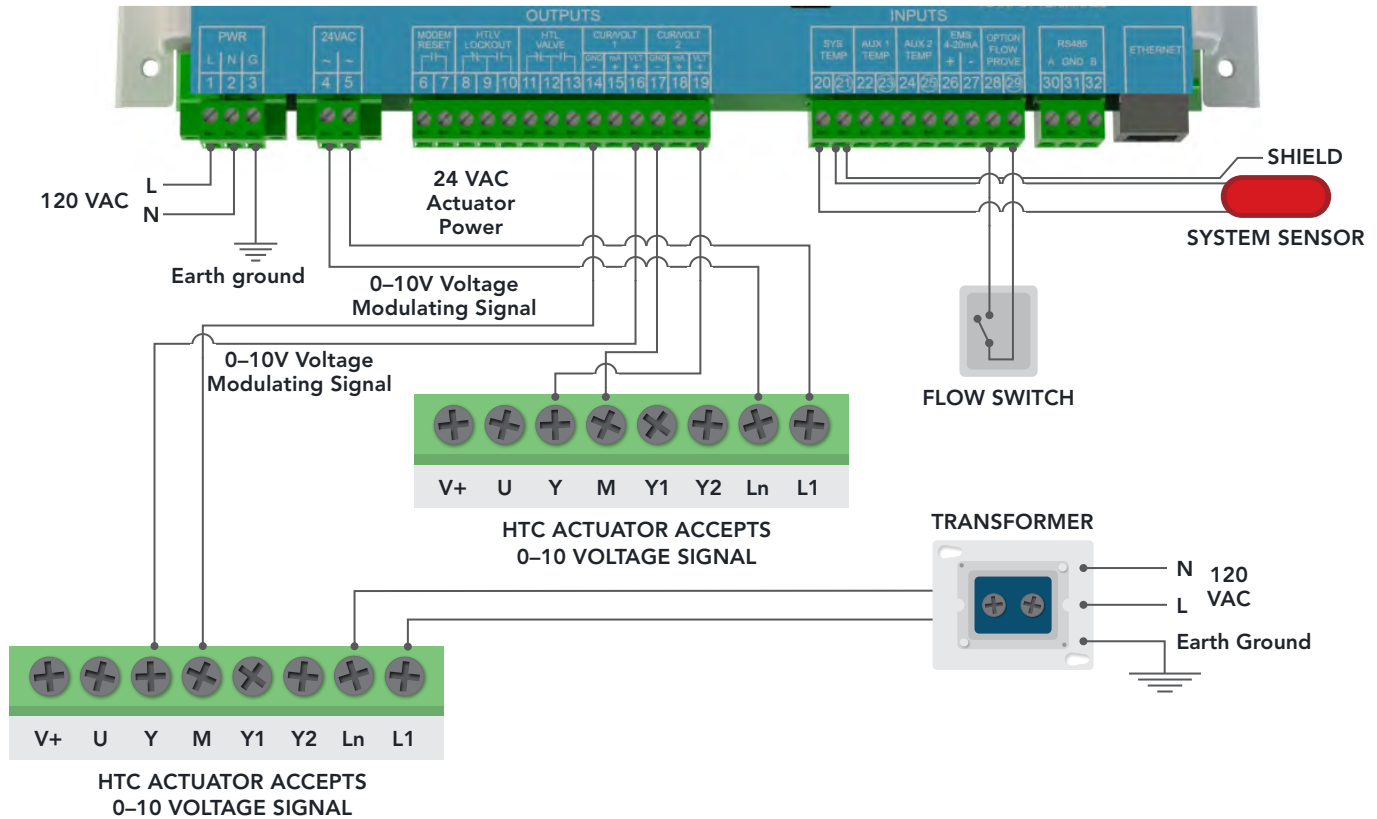 OUTPUTS
INPUTS
PWR
L N G
1 2 3
24VAC
~ ~
4 5
MODEM
RESET
6 7
HTLV
LOCKOUT
8 9 10
HTL
VALVE
11 12 13
CUR/VOLT
1
GND mA VLT
- + +
14 15 16
CUR/VOLT
2
GND mA VLT
- + +
17 18 19
SYS
TEMP
20 21
AUX 1
TEMP
22 23
AUX 2
TEMP
24 25
EMS
4-20mA
+ -
26 27
OPTION
FLOW
PROVE
28 29
RS485
A GND B
30 31 32
ETHERNET
120 VAC
L
N
Earth ground
24 VAC
Actuator
Power
0–10V Voltage
Modulating Signal
0–10V Voltage
Modulating Signal
SHIELD
SYSTEM SENSOR
FLOW SWITCH
V+ U Y M Y1 Y2 Ln L1
HTC ACTUATOR ACCEPTS
0–10 VOLTAGE SIGNAL
TRANSFORMER
N
L
120
VAC
Earth Ground
V+ U Y M Y1 Y2 Ln L1
HTC ACTUATOR ACCEPTS
0–10 VOLTAGE SIGNAL